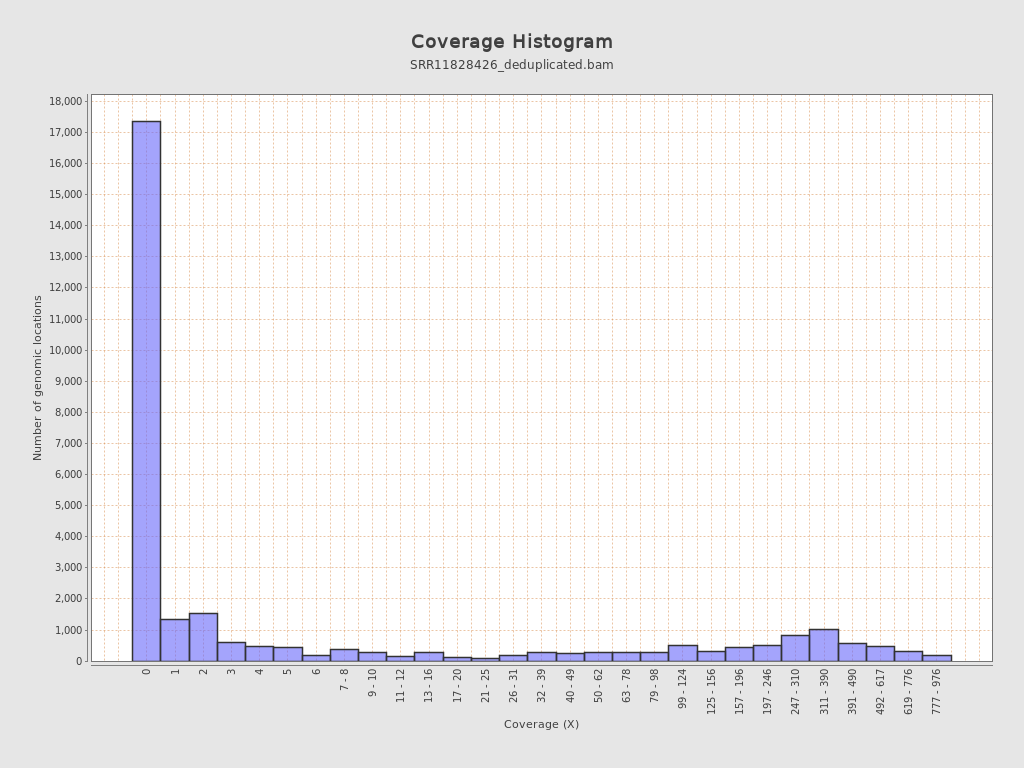 Coverage Histogram
SRR11828426_deduplicated.bam
Number of genomic locations
18,000
17,000
16,000
15,000
14,000
13,000
12,000
11,000
10,000
9,000
8,000
7,000
6,000
5,000
4,000
3,000
2,000
1,000
0
0
1
2
3
4
5
6
7 - 8
9 - 10
11 - 12
13 - 16
17 - 20
21 - 25
26 - 31
32 - 39
40 - 49
50 - 62
63 - 78
79 - 98
99 - 124
125 - 156
157 - 196
197 - 246
247 - 310
311 - 390
391 - 490
492 - 617
619 - 776
777 - 976
Coverage (X)